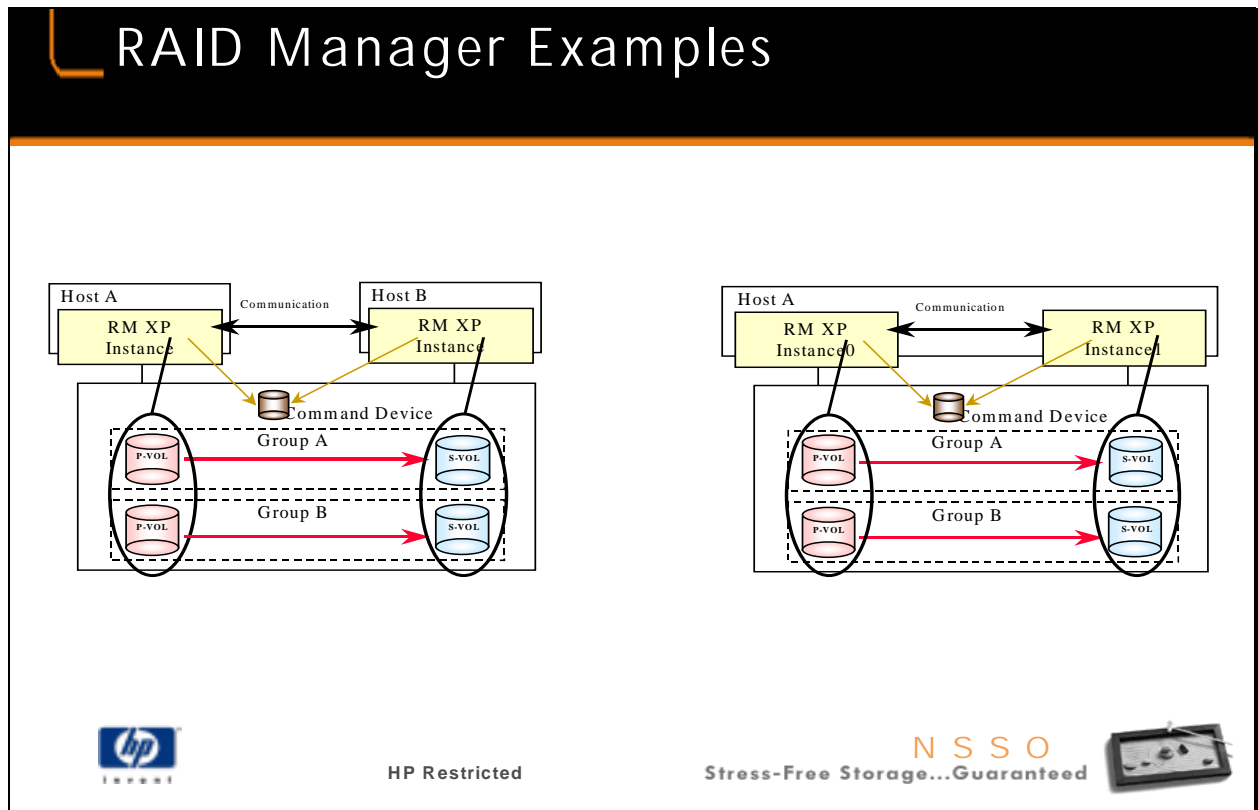 RAID Manager Examples
Host A
Communication
Host B
RM XP
Instance
RM XP
Instance
Command Device
Group A
P-VOL
S-VOL
Group B
P-VOL
S-VOL
Host A
Communication
RM XP
Instance0
RM XP
Instance1
Command Device
Group A
P-VOL
S-VOL
Group B
P-VOL
S-VOL
hp
invent
HP Restricted
NSSO
Stress-Free Storage...Guaranteed